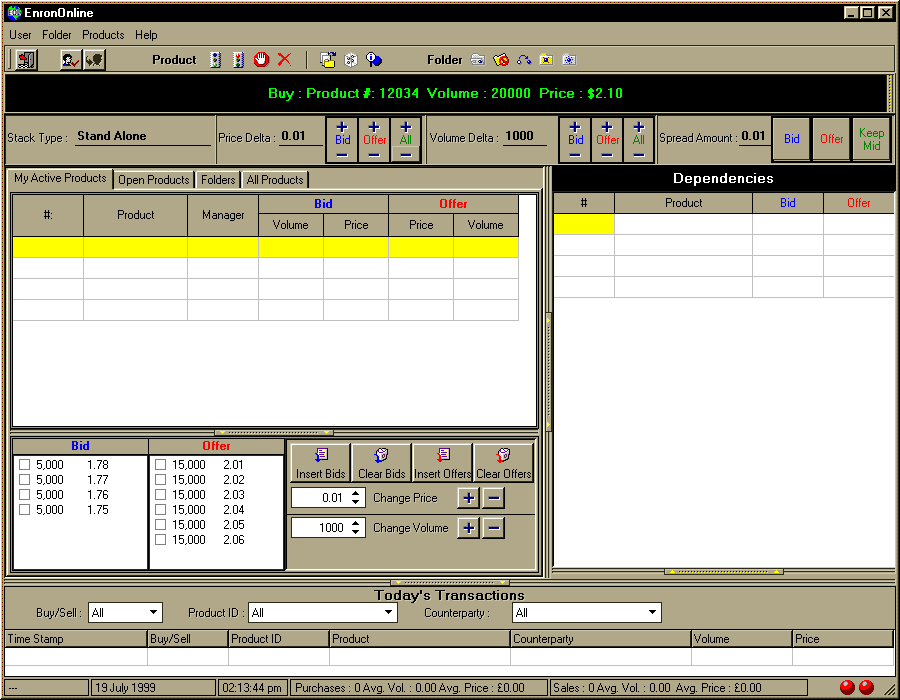 EnronOnline
User Folder Products Help
Product Folder
Buy : Product #: 12034 Volume : 20000 Price : $2.10
Stack Type : Stand Alone Price Delta : 0.01 + Bid − + Offer − + All − Volume Delta : 1000 + Bid − + Offer − + All − Spread Amount : 0.01 Bid Offer Keep Mid
My Active Products Open Products Folders All Products
#: Product Manager Bid Offer
Volume Price Price Volume
Dependencies
# Product Bid Offer
Bid Offer
5,000 1.78 15,000 2.01
5,000 1.77 15,000 2.02
5,000 1.76 15,000 2.03
5,000 1.75 15,000 2.04
15,000 2.05
15,000 2.06
Insert Bids Clear Bids Insert Offers Clear Offers
0.01 Change Price + −
1000 Change Volume + −
Today's Transactions
Buy/Sell : All Product ID : All Counterparty : All
Time Stamp Buy/Sell Product ID Product Counterparty Volume Price
--- 19 July 1999 02:13:44 pm Purchases : 0 Avg. Vol. : 0.00 Avg. Price : £0.00 Sales : 0 Avg. Vol. : 0.00 Avg. Price : £0.00